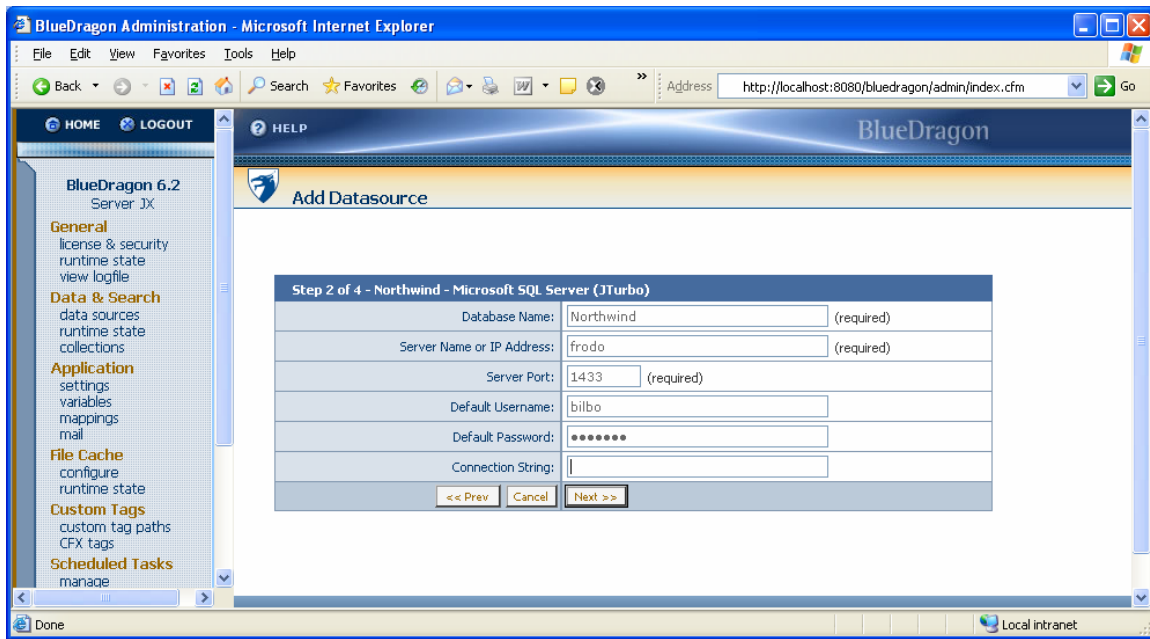 BlueDragon Administration - Microsoft Internet Explorer
File Edit View Favorites Tools Help
Back Search Favorites » Address http://localhost:8080/bluedragon/admin/index.cfm Go
HOME LOGOUT
HELP
BlueDragon
BlueDragon 6.2
Server JX
General
license & security
runtime state
view logfile
Data & Search
data sources
runtime state
collections
Application
settings
variables
mappings
mail
File Cache
configure
runtime state
Custom Tags
custom tag paths
CFX tags
Scheduled Tasks
manage
Add Datasource
Step 2 of 4 - Northwind - Microsoft SQL Server (JTurbo)
Database Name: Northwind (required)
Server Name or IP Address: frodo (required)
Server Port: 1433 (required)
Default Username: bilbo
Default Password: •••••••
Connection String:
<< Prev Cancel Next >>
Done Local intranet